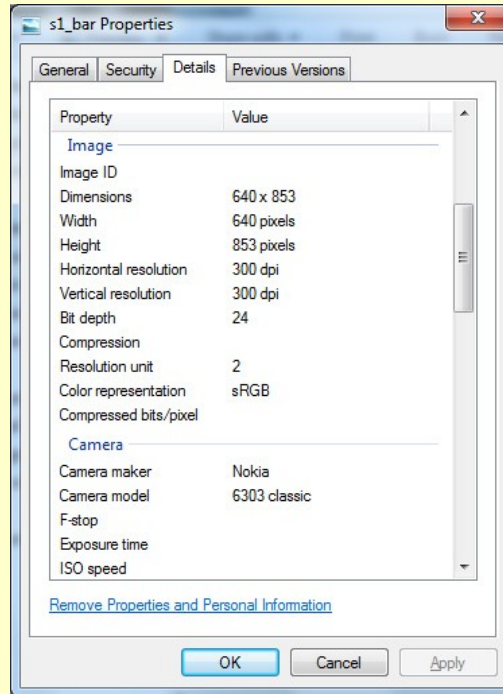 s1_bar Properties
General Security Details Previous Versions
Property Value
Image
Image ID
Dimensions 640 x 853
Width 640 pixels
Height 853 pixels
Horizontal resolution 300 dpi
Vertical resolution 300 dpi
Bit depth 24
Compression
Resolution unit 2
Color representation sRGB
Compressed bits/pixel
Camera
Camera maker Nokia
Camera model 6303 classic
F-stop
Exposure time
ISO speed
Remove Properties and Personal Information
OK Cancel Apply